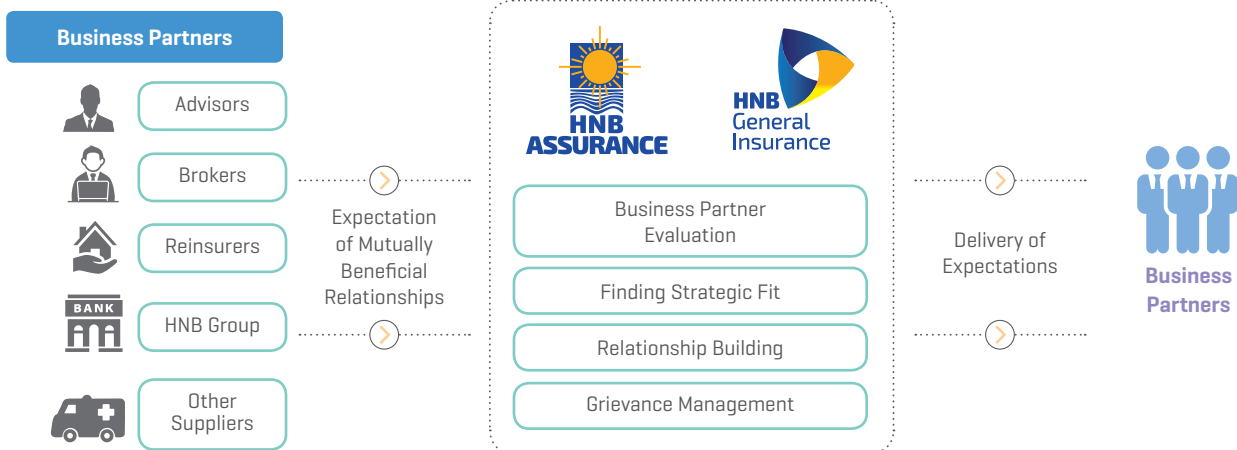 Business Partners
Advisors
Brokers
Reinsurers
BANK
HNB Group
Other
Suppliers
Expectation
of Mutually
Beneficial
Relationships
HNB
ASSURANCE
HNB
General
Insurance
Business Partner
Evaluation
Finding Strategic Fit
Relationship Building
Grievance Management
Delivery of
Expectations
Business
Partners